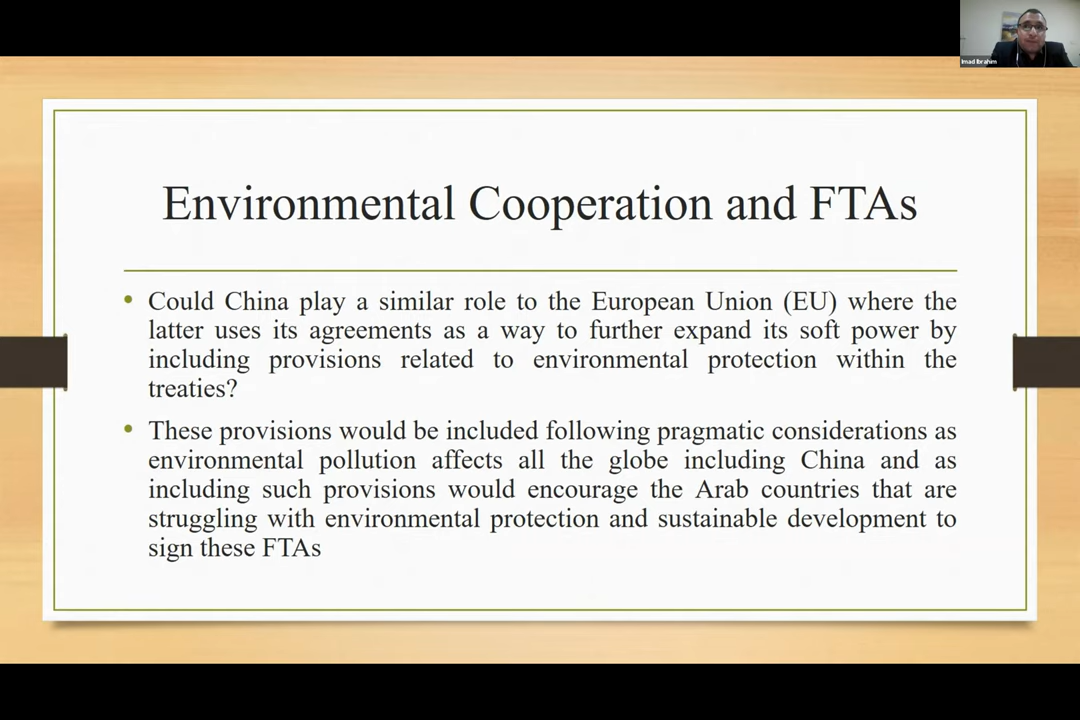 Imad Ibrahim
Environmental Cooperation and FTAs
• Could China play a similar role to the European Union (EU) where the
latter uses its agreements as a way to further expand its soft power by
including provisions related to environmental protection within the
treaties?
• These provisions would be included following pragmatic considerations as
environmental pollution affects all the globe including China and as
including such provisions would encourage the Arab countries that are
struggling with environmental protection and sustainable development to
sign these FTAs